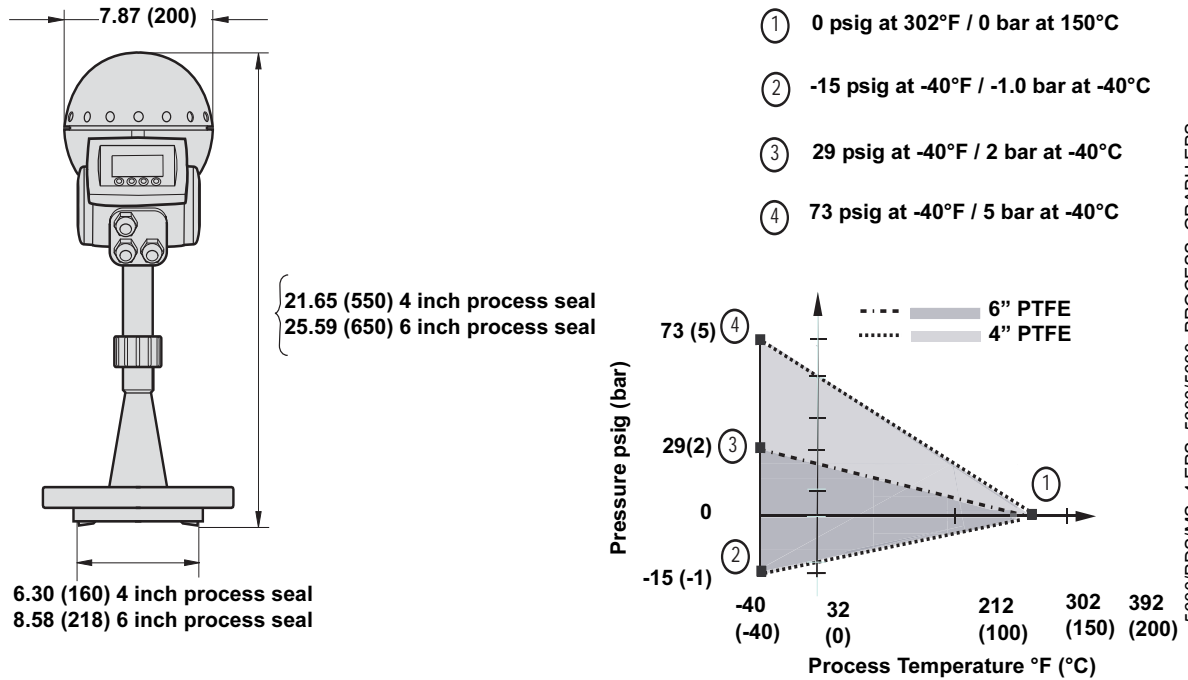 7.87 (200)
21.65 (550) 4 inch process seal
25.59 (650) 6 inch process seal
6.30 (160) 4 inch process seal
8.58 (218) 6 inch process seal
1 0 psig at 302°F / 0 bar at 150°C
2 -15 psig at -40°F / -1.0 bar at -40°C
3 29 psig at -40°F / 2 bar at -40°C
4 73 psig at -40°F / 5 bar at -40°C
6” PTFE
4” PTFE
Pressure psig (bar)
73 (5) 4
29(2) 3
1
0
2
-15 (-1)
-40 32 212 302 392
(-40) (0) (100) (150) (200)
Process Temperature °F (°C)